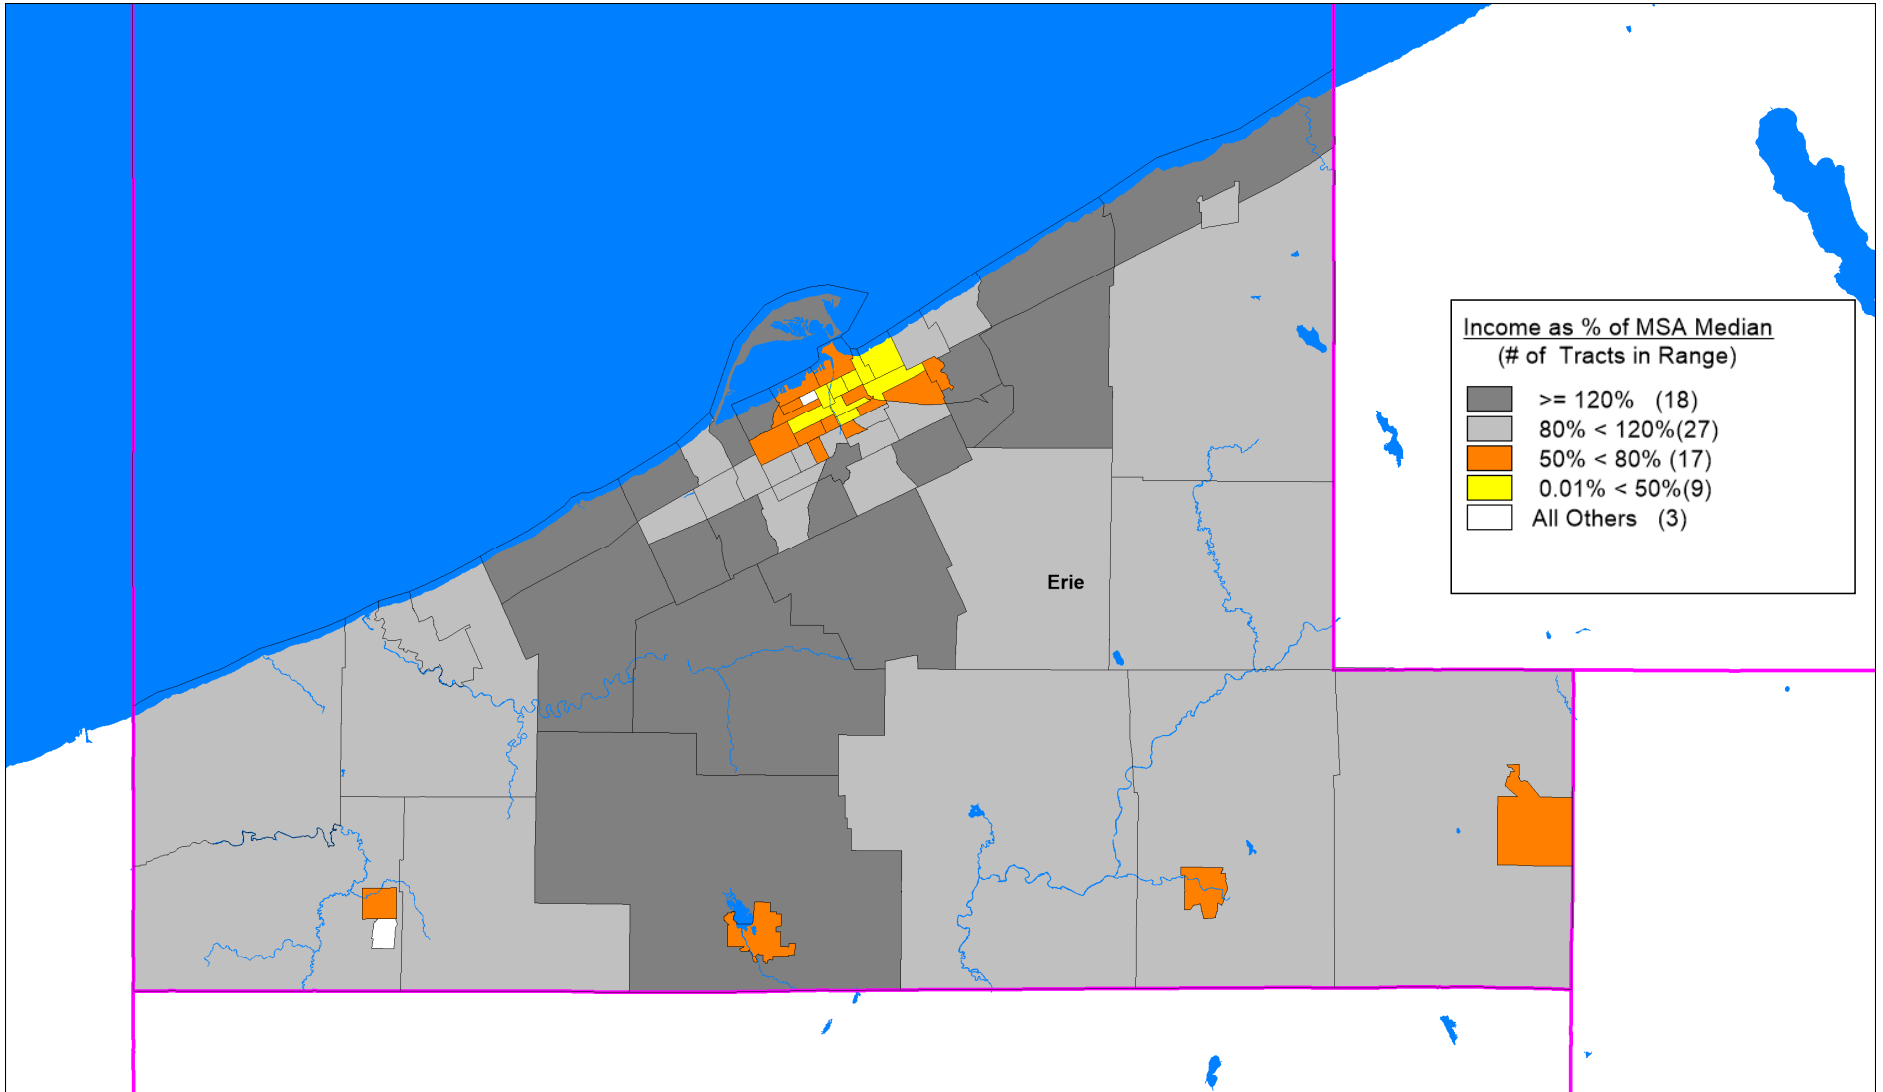 Erie
Income as % of MSA Median
(# of Tracts in Range)
>= 120% (18)
80% < 120%(27)
50% < 80% (17)
0.01% < 50%(9)
All Others (3)